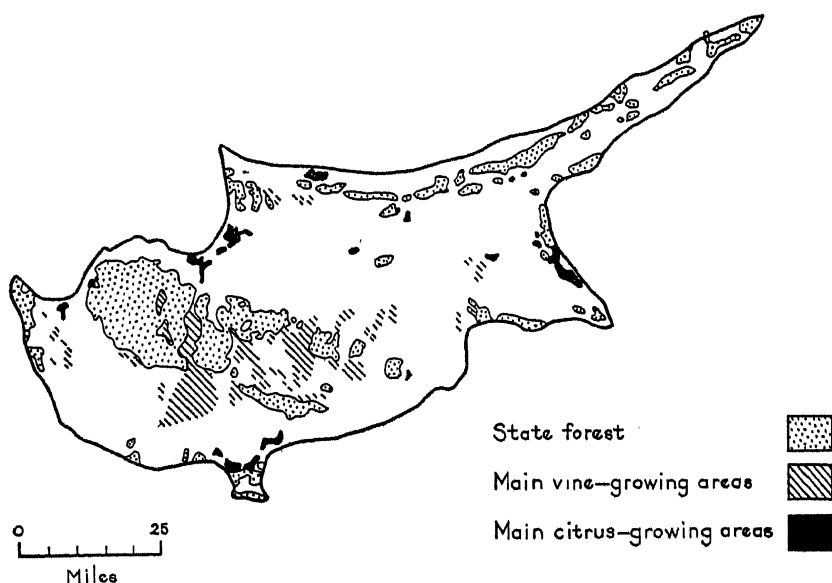 State forest
Main vine-growing areas
Main citrus-growing areas
0 25
Miles